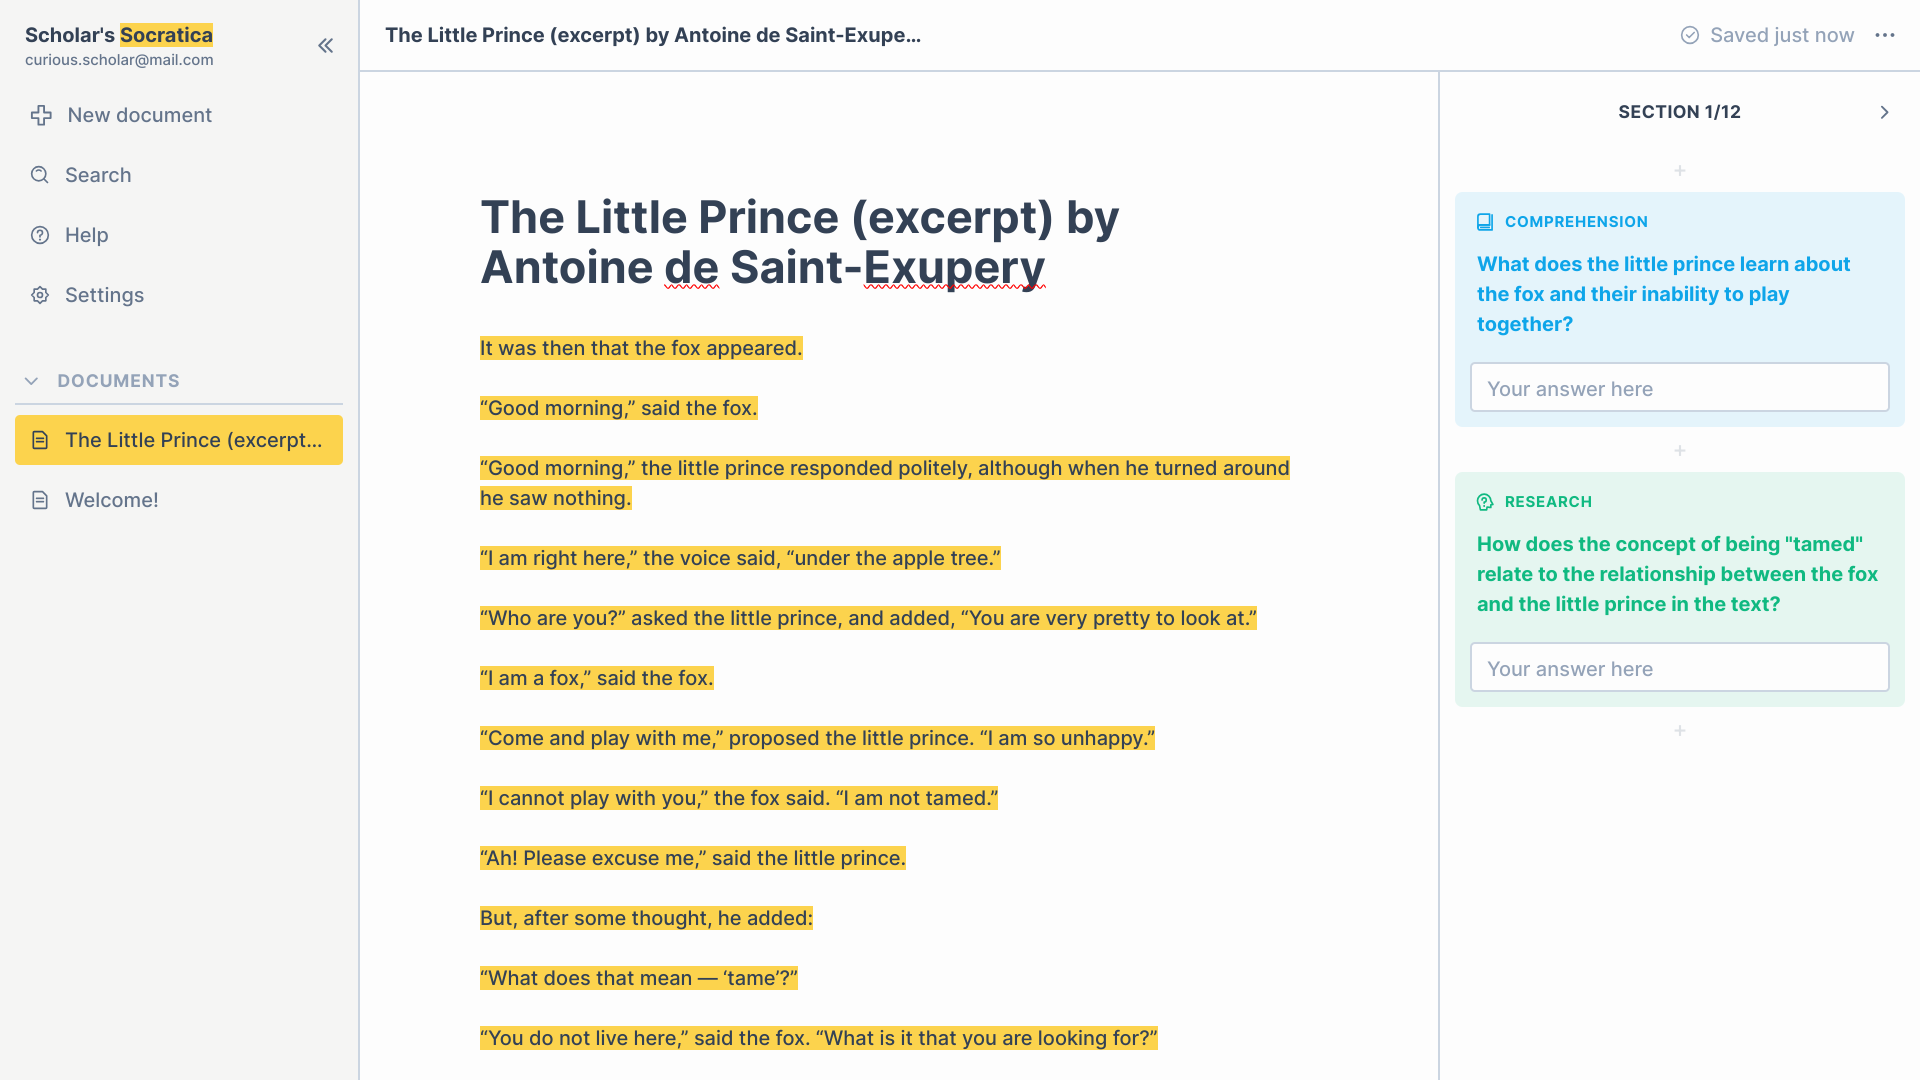 Scholar's Socratica
curious.scholar@mail.com
New document
Search
Help
Settings
DOCUMENTS
The Little Prince (excerpt...
Welcome!
The Little Prince (excerpt) by Antoine de Saint-Exupe...
Saved just now
The Little Prince (excerpt) by
Antoine de Saint-Exupery
It was then that the fox appeared.
“Good morning,” said the fox.
“Good morning,” the little prince responded politely, although when he turned around
he saw nothing.
“I am right here,” the voice said, “under the apple tree.”
“Who are you?” asked the little prince, and added, “You are very pretty to look at.”
“I am a fox,” said the fox.
“Come and play with me,” proposed the little prince. “I am so unhappy.”
“I cannot play with you,” the fox said. “I am not tamed.”
“Ah! Please excuse me,” said the little prince.
But, after some thought, he added:
“What does that mean — ‘tame’?”
“You do not live here,” said the fox. “What is it that you are looking for?”
SECTION 1/12
COMPREHENSION
What does the little prince learn about
the fox and their inability to play
together?
Your answer here
RESEARCH
How does the concept of being "tamed"
relate to the relationship between the fox
and the little prince in the text?
Your answer here